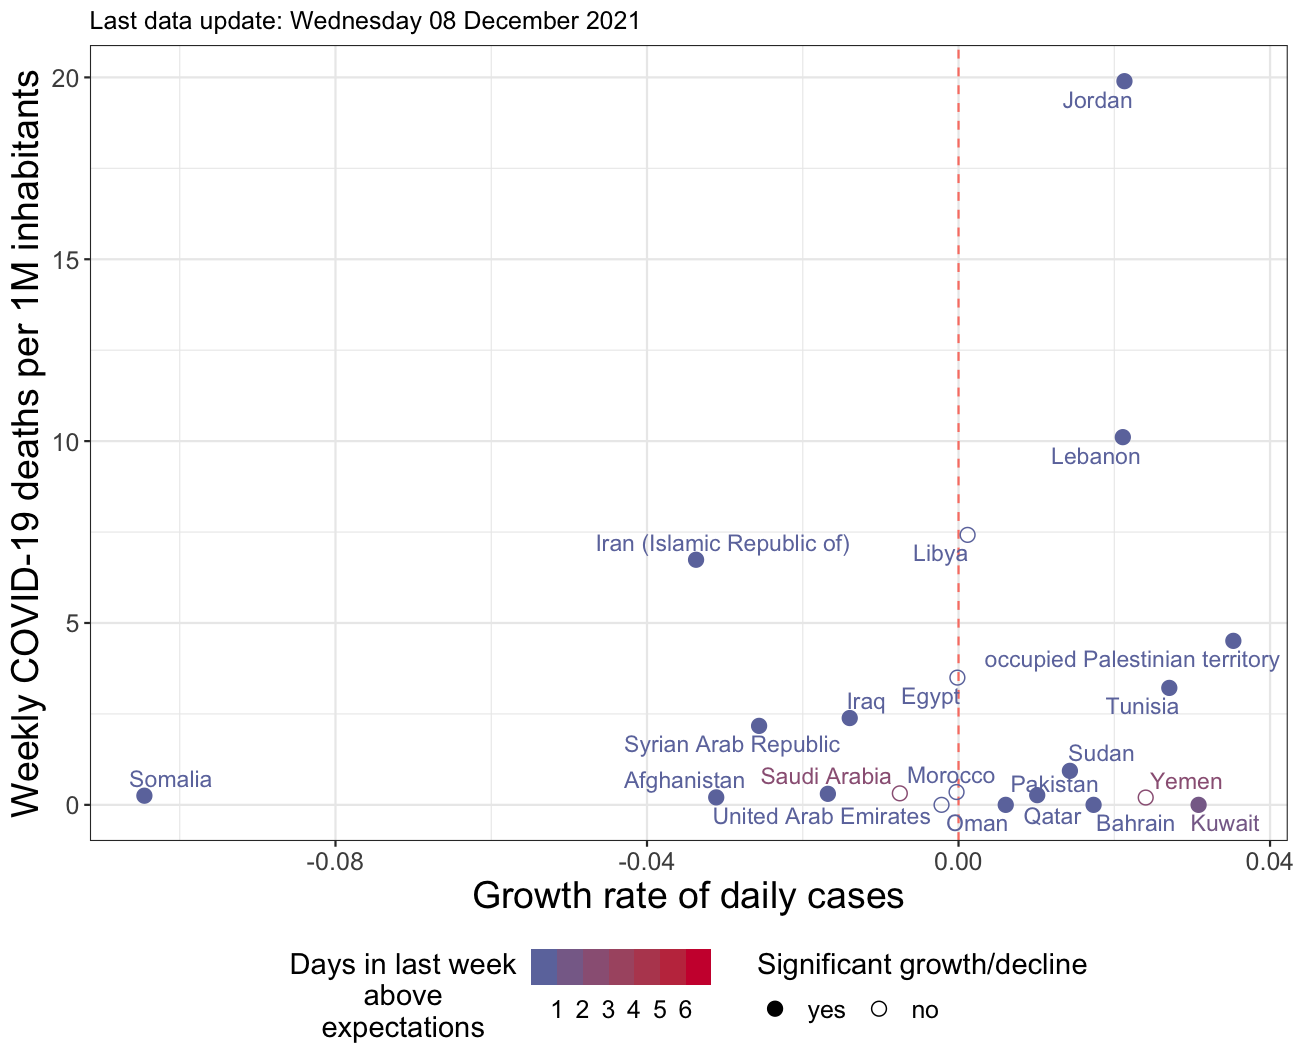 Last data update: Wednesday 08 December 2021
Weekly COVID-19 deaths per 1M inhabitants
20
15
10
5
0
Jordan
Lebanon
Iran (Islamic Republic of)
Libya
occupied Palestinian territory
Egypt
Iraq
Tunisia
Syrian Arab Republic
Sudan
Somalia
Afghanistan
Saudi Arabia
Morocco
Pakistan
Yemen
United Arab Emirates
Oman
Qatar
Bahrain
Kuwait
-0.08
-0.04
0.00
0.04
Growth rate of daily cases
Days in last week
above
expectations
1 2 3 4 5 6
Significant growth/decline
yes
no